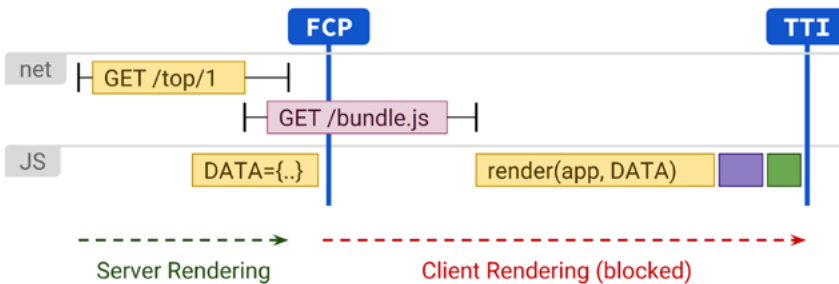 FCP
TTI
net
GET /top/1
GET /bundle.js
JS
DATA={..}
render(app, DATA)
Server Rendering
Client Rendering (blocked)